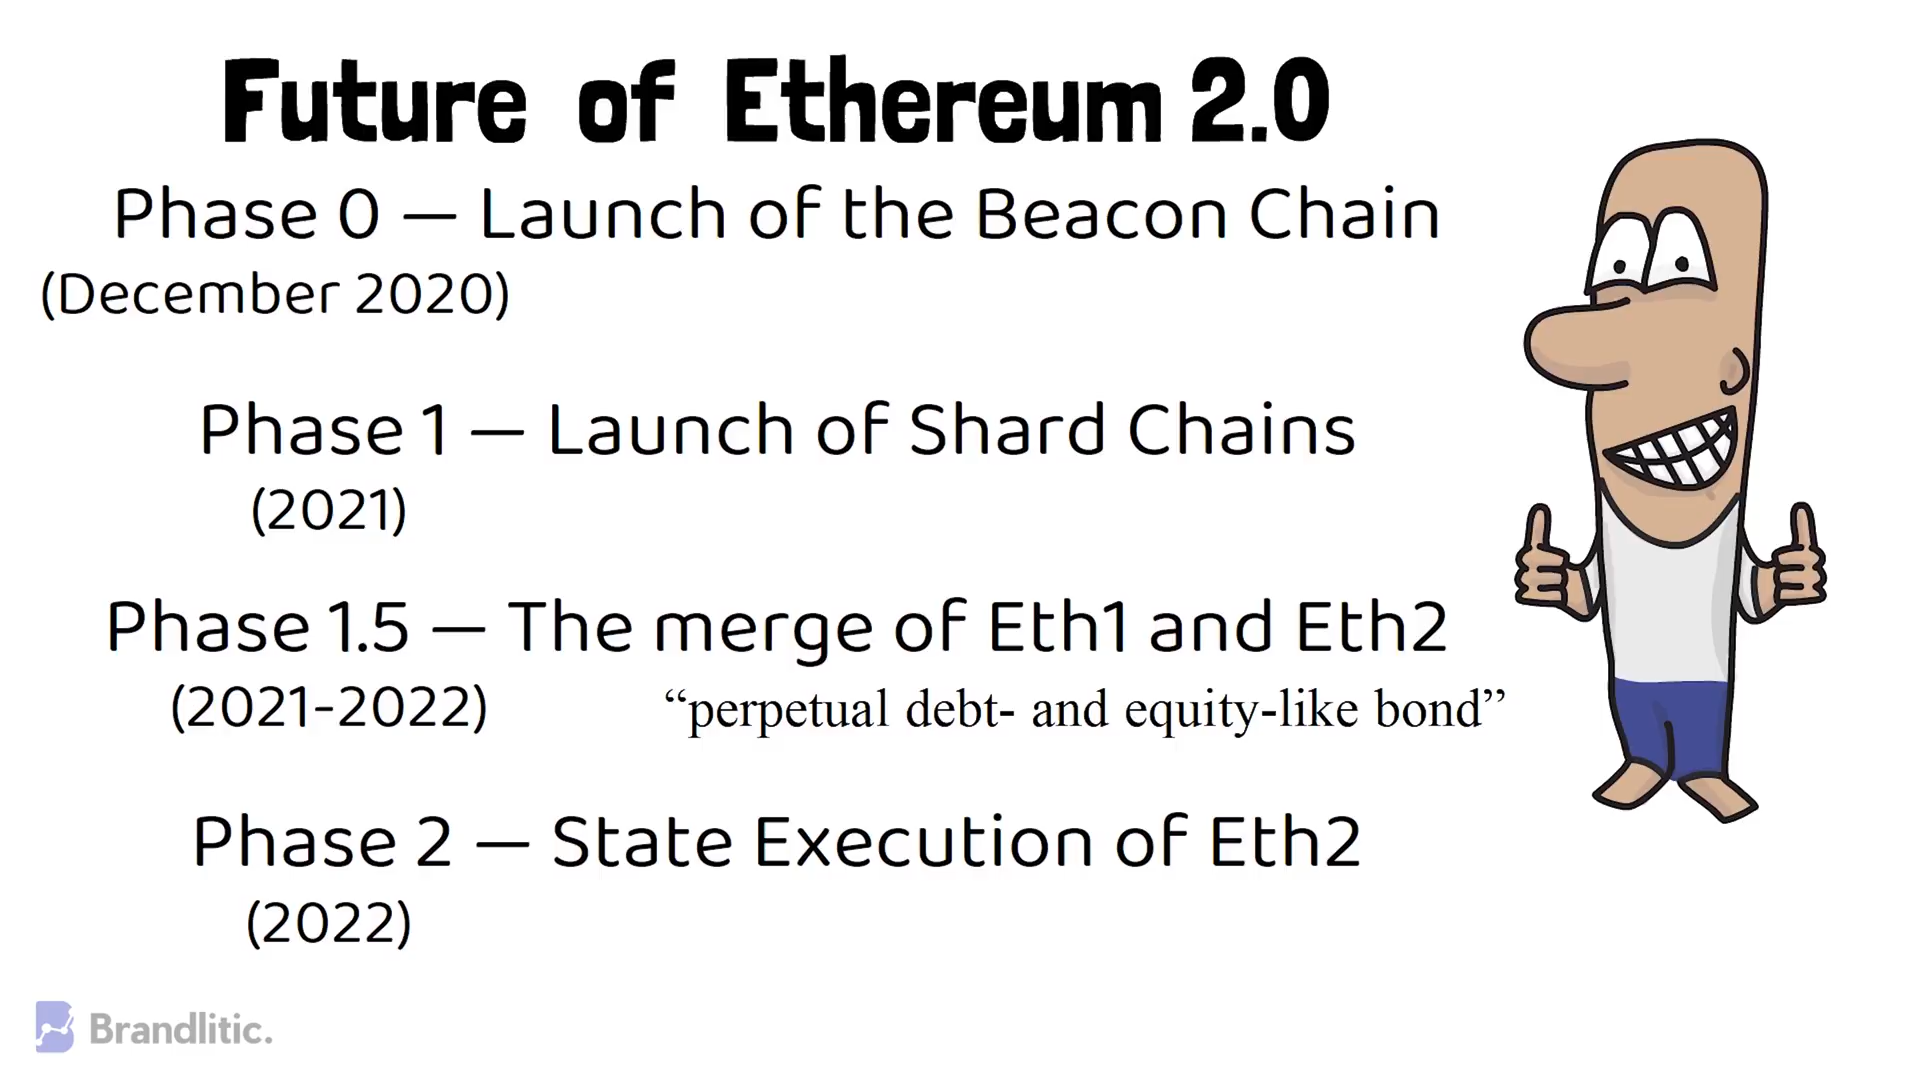 Future of Ethereum 2.0
Phase 0 — Launch of the Beacon Chain
(December 2020)
Phase 1 — Launch of Shard Chains
(2021)
Phase 1.5 — The merge of Eth1 and Eth2
(2021-2022) “perpetual debt- and equity-like bond”
Phase 2 — State Execution of Eth2
(2022)
Brandlitic.